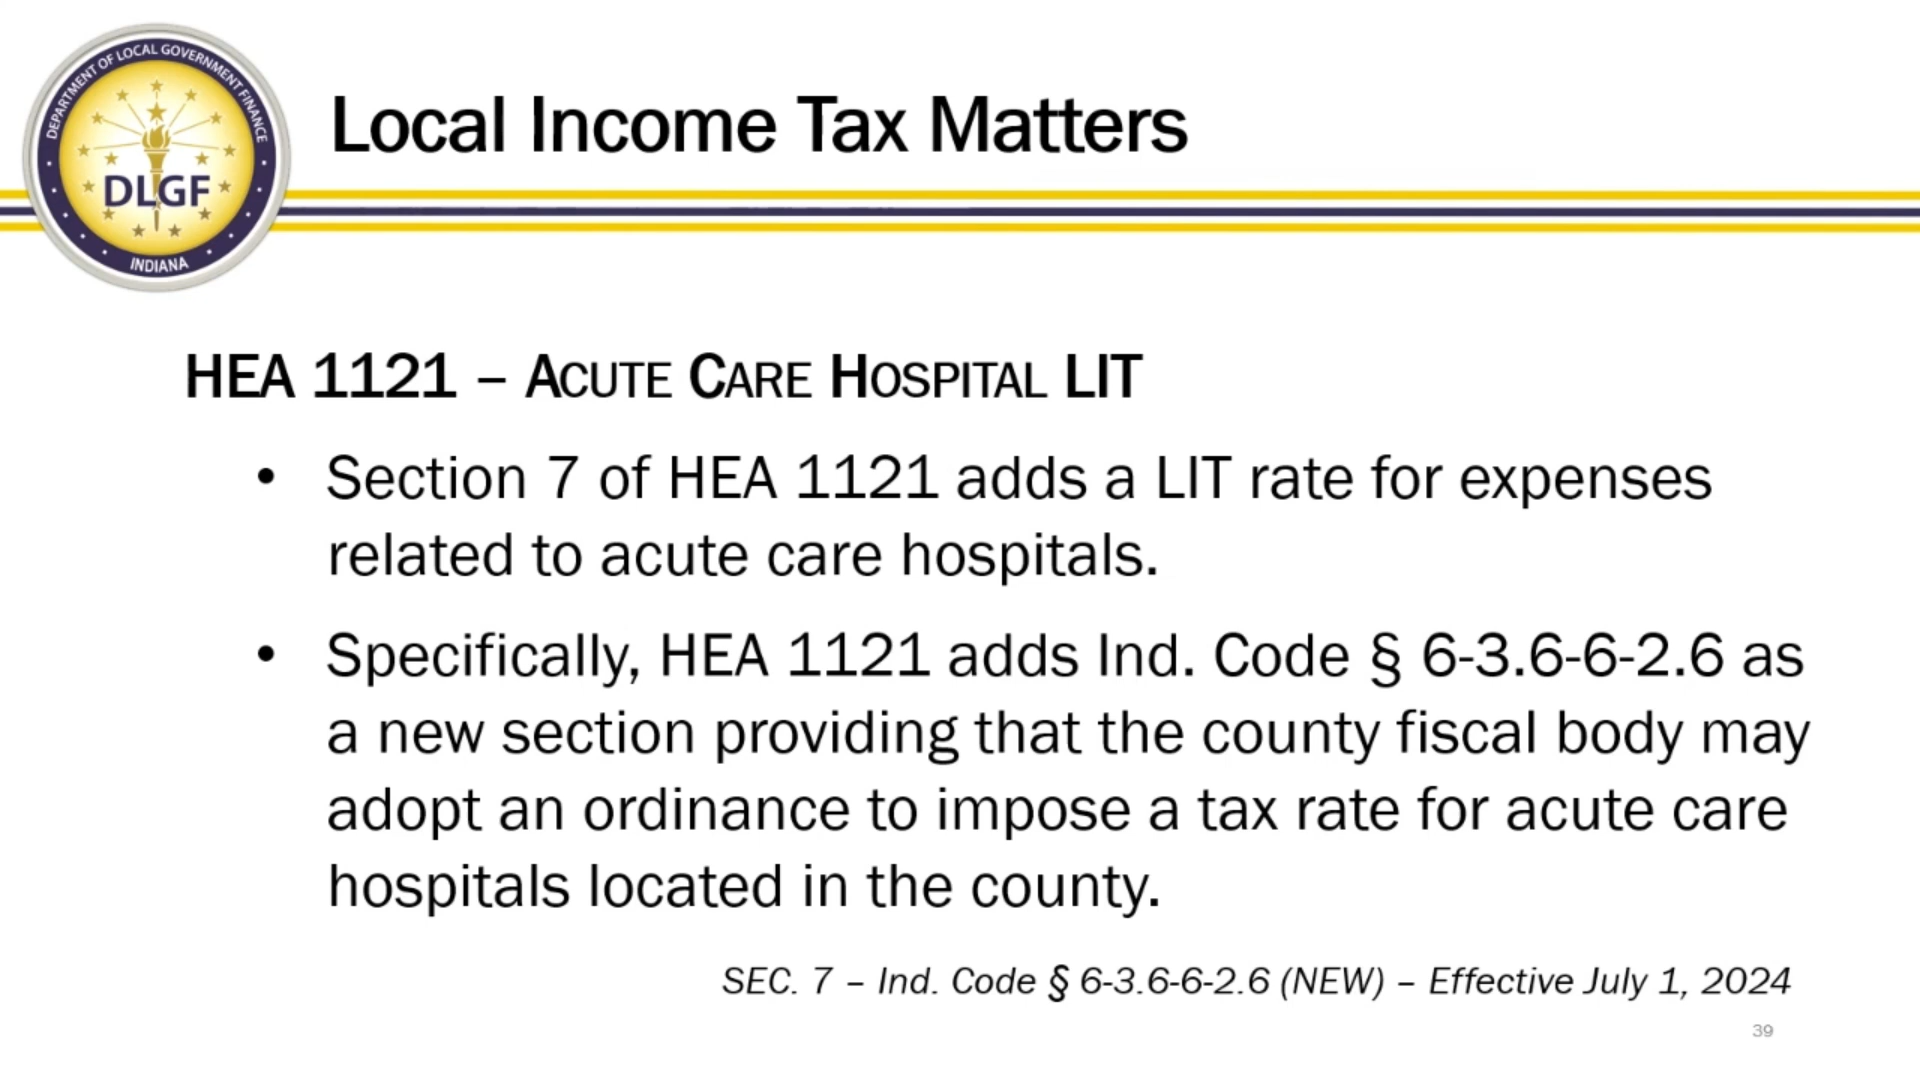 DEPARTMENT OF LOCAL GOVERNMENT FINANCE
DLGF
INDIANA
Local Income Tax Matters
HEA 1121 – ACUTE CARE HOSPITAL LIT
• Section 7 of HEA 1121 adds a LIT rate for expenses
related to acute care hospitals.
• Specifically, HEA 1121 adds Ind. Code § 6-3.6-6-2.6 as
a new section providing that the county fiscal body may
adopt an ordinance to impose a tax rate for acute care
hospitals located in the county.
SEC. 7 – Ind. Code § 6-3.6-6-2.6 (NEW) – Effective July 1, 2024
39